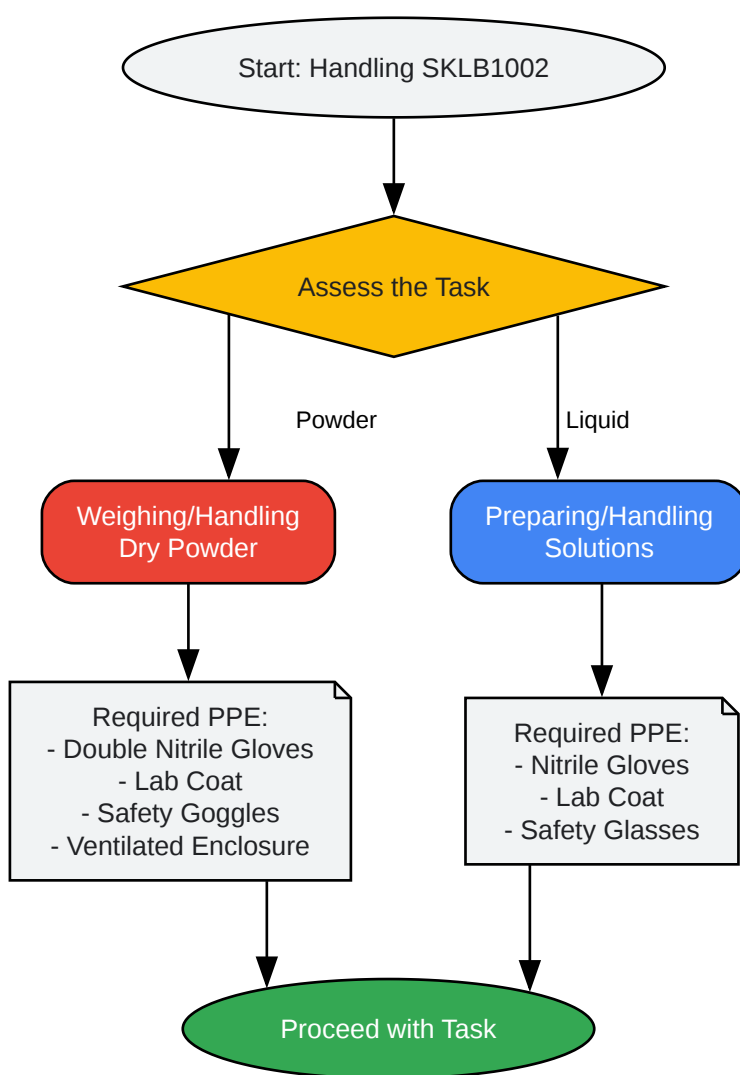 Start: Handling SKLB1002
Assess the Task
Powder
Liquid
Weighing/Handling
Dry Powder
Preparing/Handling
Solutions
Required PPE:
- Double Nitrile Gloves
- Lab Coat
- Safety Goggles
- Ventilated Enclosure
Required PPE:
- Nitrile Gloves
- Lab Coat
- Safety Glasses
Proceed with Task